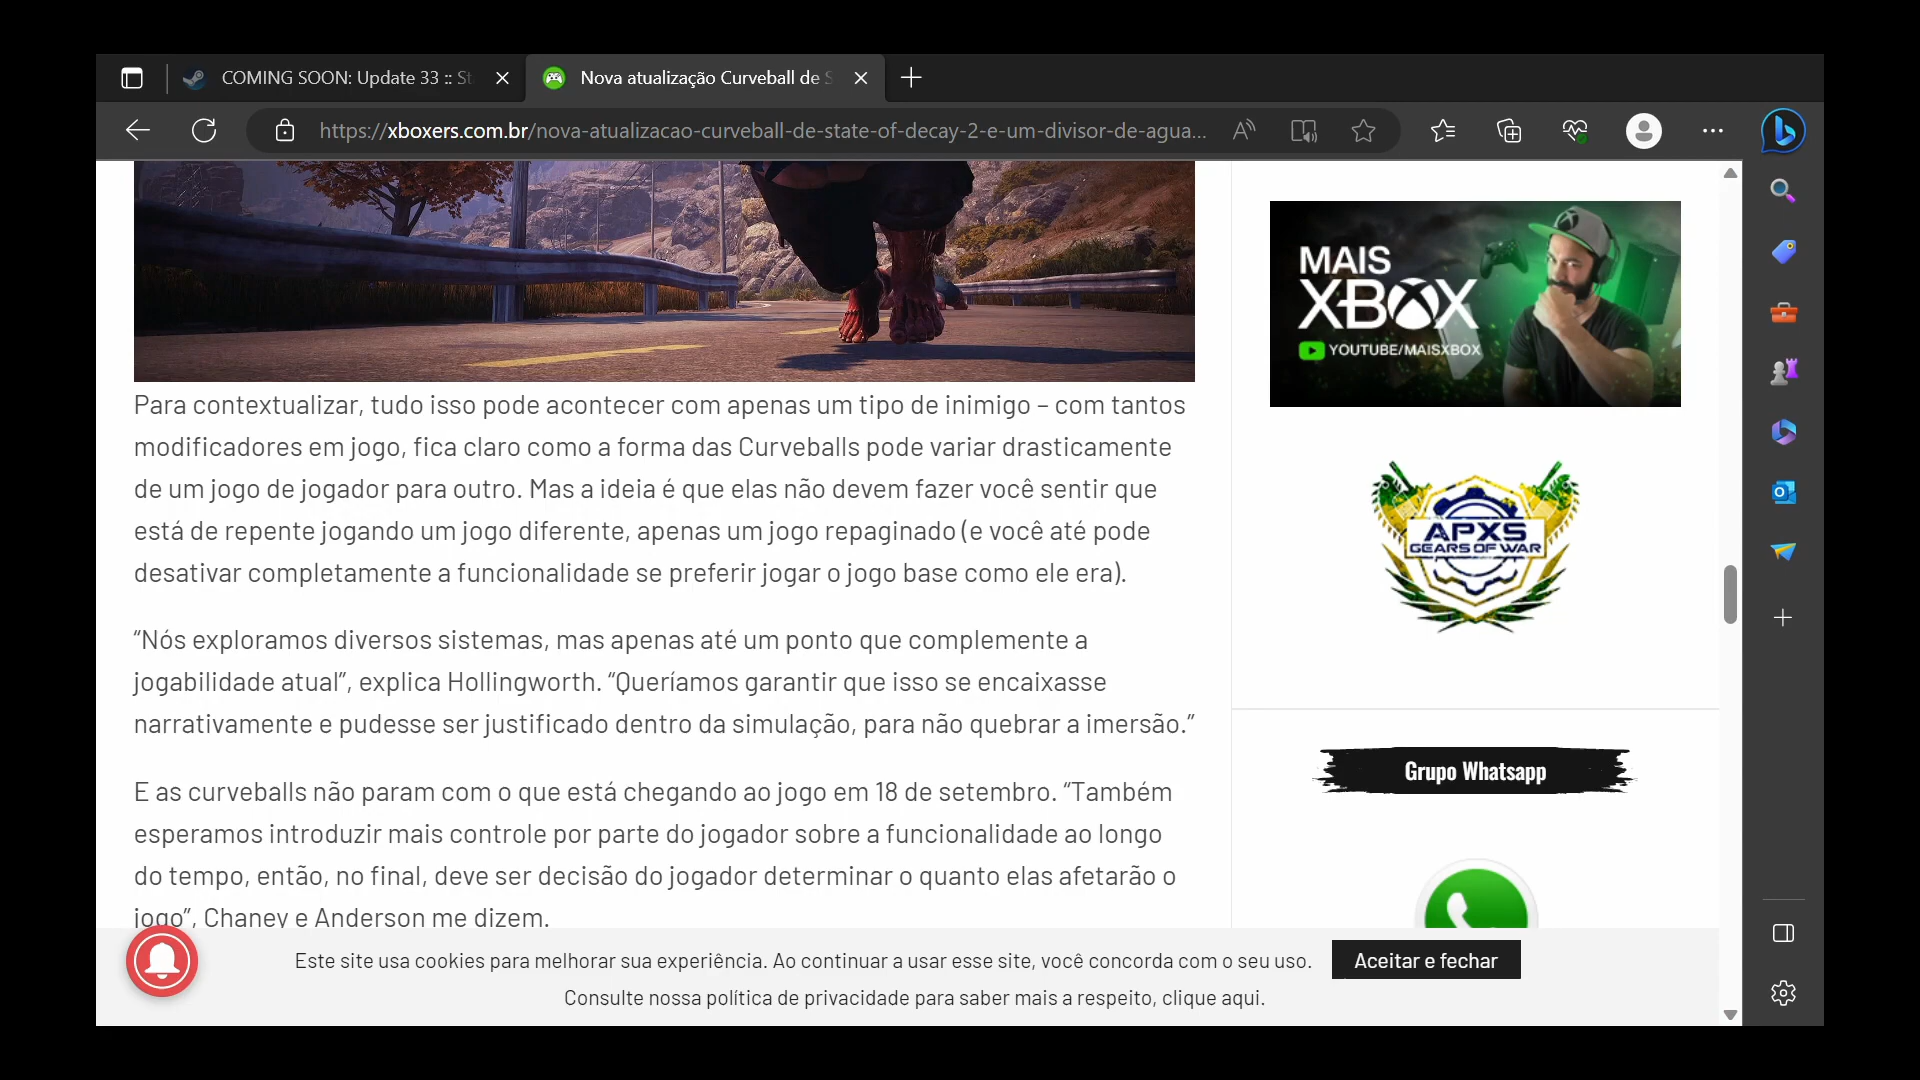 COMING SOON: Update 33 :: St
Nova atualização Curveball de S
https://xboxers.com.br/nova-atualizacao-curveball-de-state-of-decay-2-e-um-divisor-de-agua...
MAIS
XBOX
YOUTUBE/MAISXBOX
Para contextualizar, tudo isso pode acontecer com apenas um tipo de inimigo – com tantos
modificadores em jogo, fica claro como a forma das Curveballs pode variar drasticamente
de um jogo de jogador para outro. Mas a ideia é que elas não devem fazer você sentir que
está de repente jogando um jogo diferente, apenas um jogo repaginado (e você até pode
desativar completamente a funcionalidade se preferir jogar o jogo base como ele era).
APXS
GEARS OF WAR
“Nós exploramos diversos sistemas, mas apenas até um ponto que complemente a
jogabilidade atual”, explica Hollingworth. “Queríamos garantir que isso se encaixasse
narrativamente e pudesse ser justificado dentro da simulação, para não quebrar a imersão.”
Grupo Whatsapp
E as curveballs não param com o que está chegando ao jogo em 18 de setembro. “Também
esperamos introduzir mais controle por parte do jogador sobre a funcionalidade ao longo
do tempo, então, no final, deve ser decisão do jogador determinar o quanto elas afetarão o
jogo”, Chaney e Anderson me dizem.
Este site usa cookies para melhorar sua experiência. Ao continuar a usar esse site, você concorda com o seu uso.
Aceitar e fechar
Consulte nossa política de privacidade para saber mais a respeito, clique aqui.